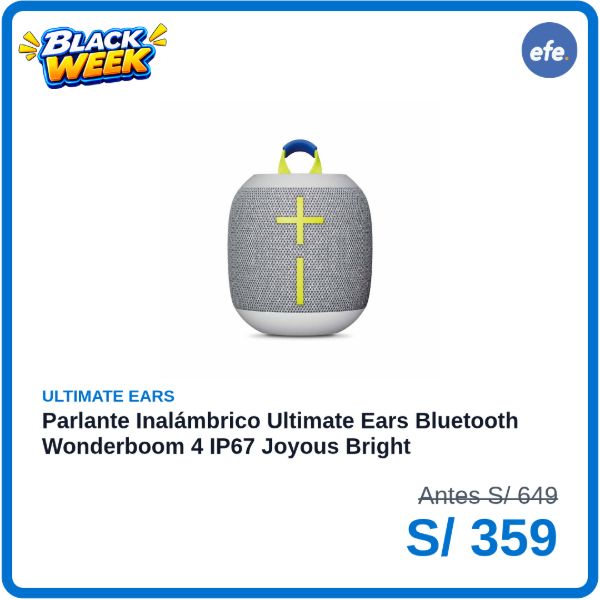 BLACK
WEEK
efe.
ULTIMATE EARS
Parlante Inalámbrico Ultimate Ears Bluetooth
Wonderboom 4 IP67 Joyous Bright
Antes S/ 649
S/ 359